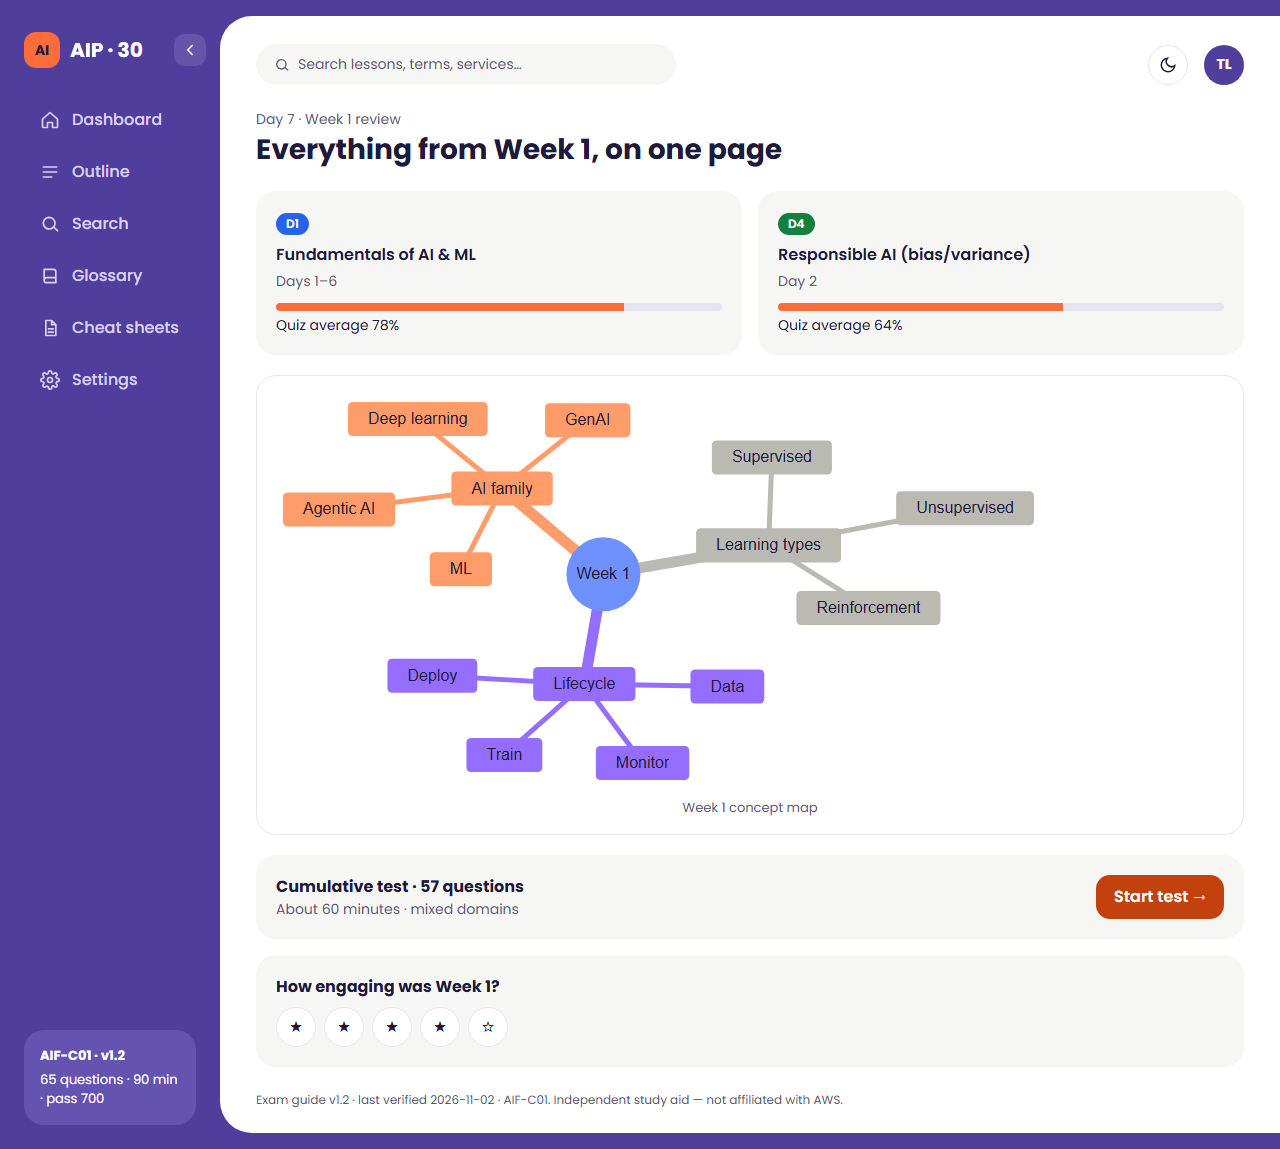 AI
AIP · 30
Dashboard
Outline
Search
Glossary
Cheat sheets
Settings
AIF-C01 · v1.2
65 questions · 90 min
· pass 700
Search lessons, terms, services...
TL
Day 7 · Week 1 review
Everything from Week 1, on one page
D1
Fundamentals of AI & ML
Days 1–6
Quiz average 78%
D4
Responsible AI (bias/variance)
Day 2
Quiz average 64%
Deep learning
GenAI
AI family
Agentic AI
ML
Week 1
Supervised
Unsupervised
Learning types
Reinforcement
Deploy
Lifecycle
Data
Train
Monitor
Week 1 concept map
Cumulative test · 57 questions
About 60 minutes · mixed domains
Start test →
How engaging was Week 1?
★ ★ ★ ★ ☆
Exam guide v1.2 · last verified 2026-11-02 · AIF-C01. Independent study aid — not affiliated with AWS.